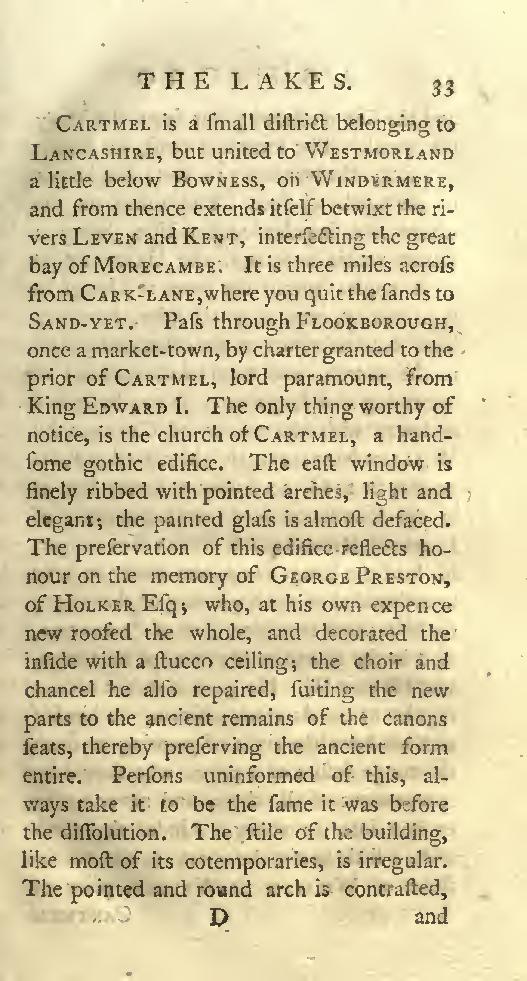 THE LAKES. 33
CARTMEL is a ſmall diſtrict belonging to
LANCASHIRE, but united to WESTMORLAND
a little below BOWNESS, on WINDERMERE,
and from thence extends itſelf betwixt the ri-
vers LEVEN and KENT, interſecting the great
bay of MORECAMBE. It is three miles acroſs
from CARK-LANE, where you quit the ſands to
SAND-YET. Paſs through FLOOKBOROUGH,
once a market-town, by charter granted to the
prior of CARTMEL, lord paramount, from
King EDWARD I. The only thing worthy of
notice, is the church of CARTMEL, a hand-
ſome gothic edifice. The eaſt window is
finely ribbed with pointed arches, light and
elegant; the painted glaſs is almoſt defaced.
The preſervation of this edifice reflects ho-
nour on the memory of GEORGE PRESTON,
of HOLKER Eſq; who, at his own expence
new roofed the whole, and decorated the
inſide with a ſtucco ceiling; the choir and
chancel he alſo repaired, ſuiting the new
parts to the ancient remains of the canons
ſeats, thereby preſerving the ancient form
entire. Perſons uninformed of this, al-
ways take it to be the ſame it was before
the diſſolution. The ſtile of the building,
like moſt of its cotemporaries, is irregular.
The pointed and round arch is contraſted,
D and